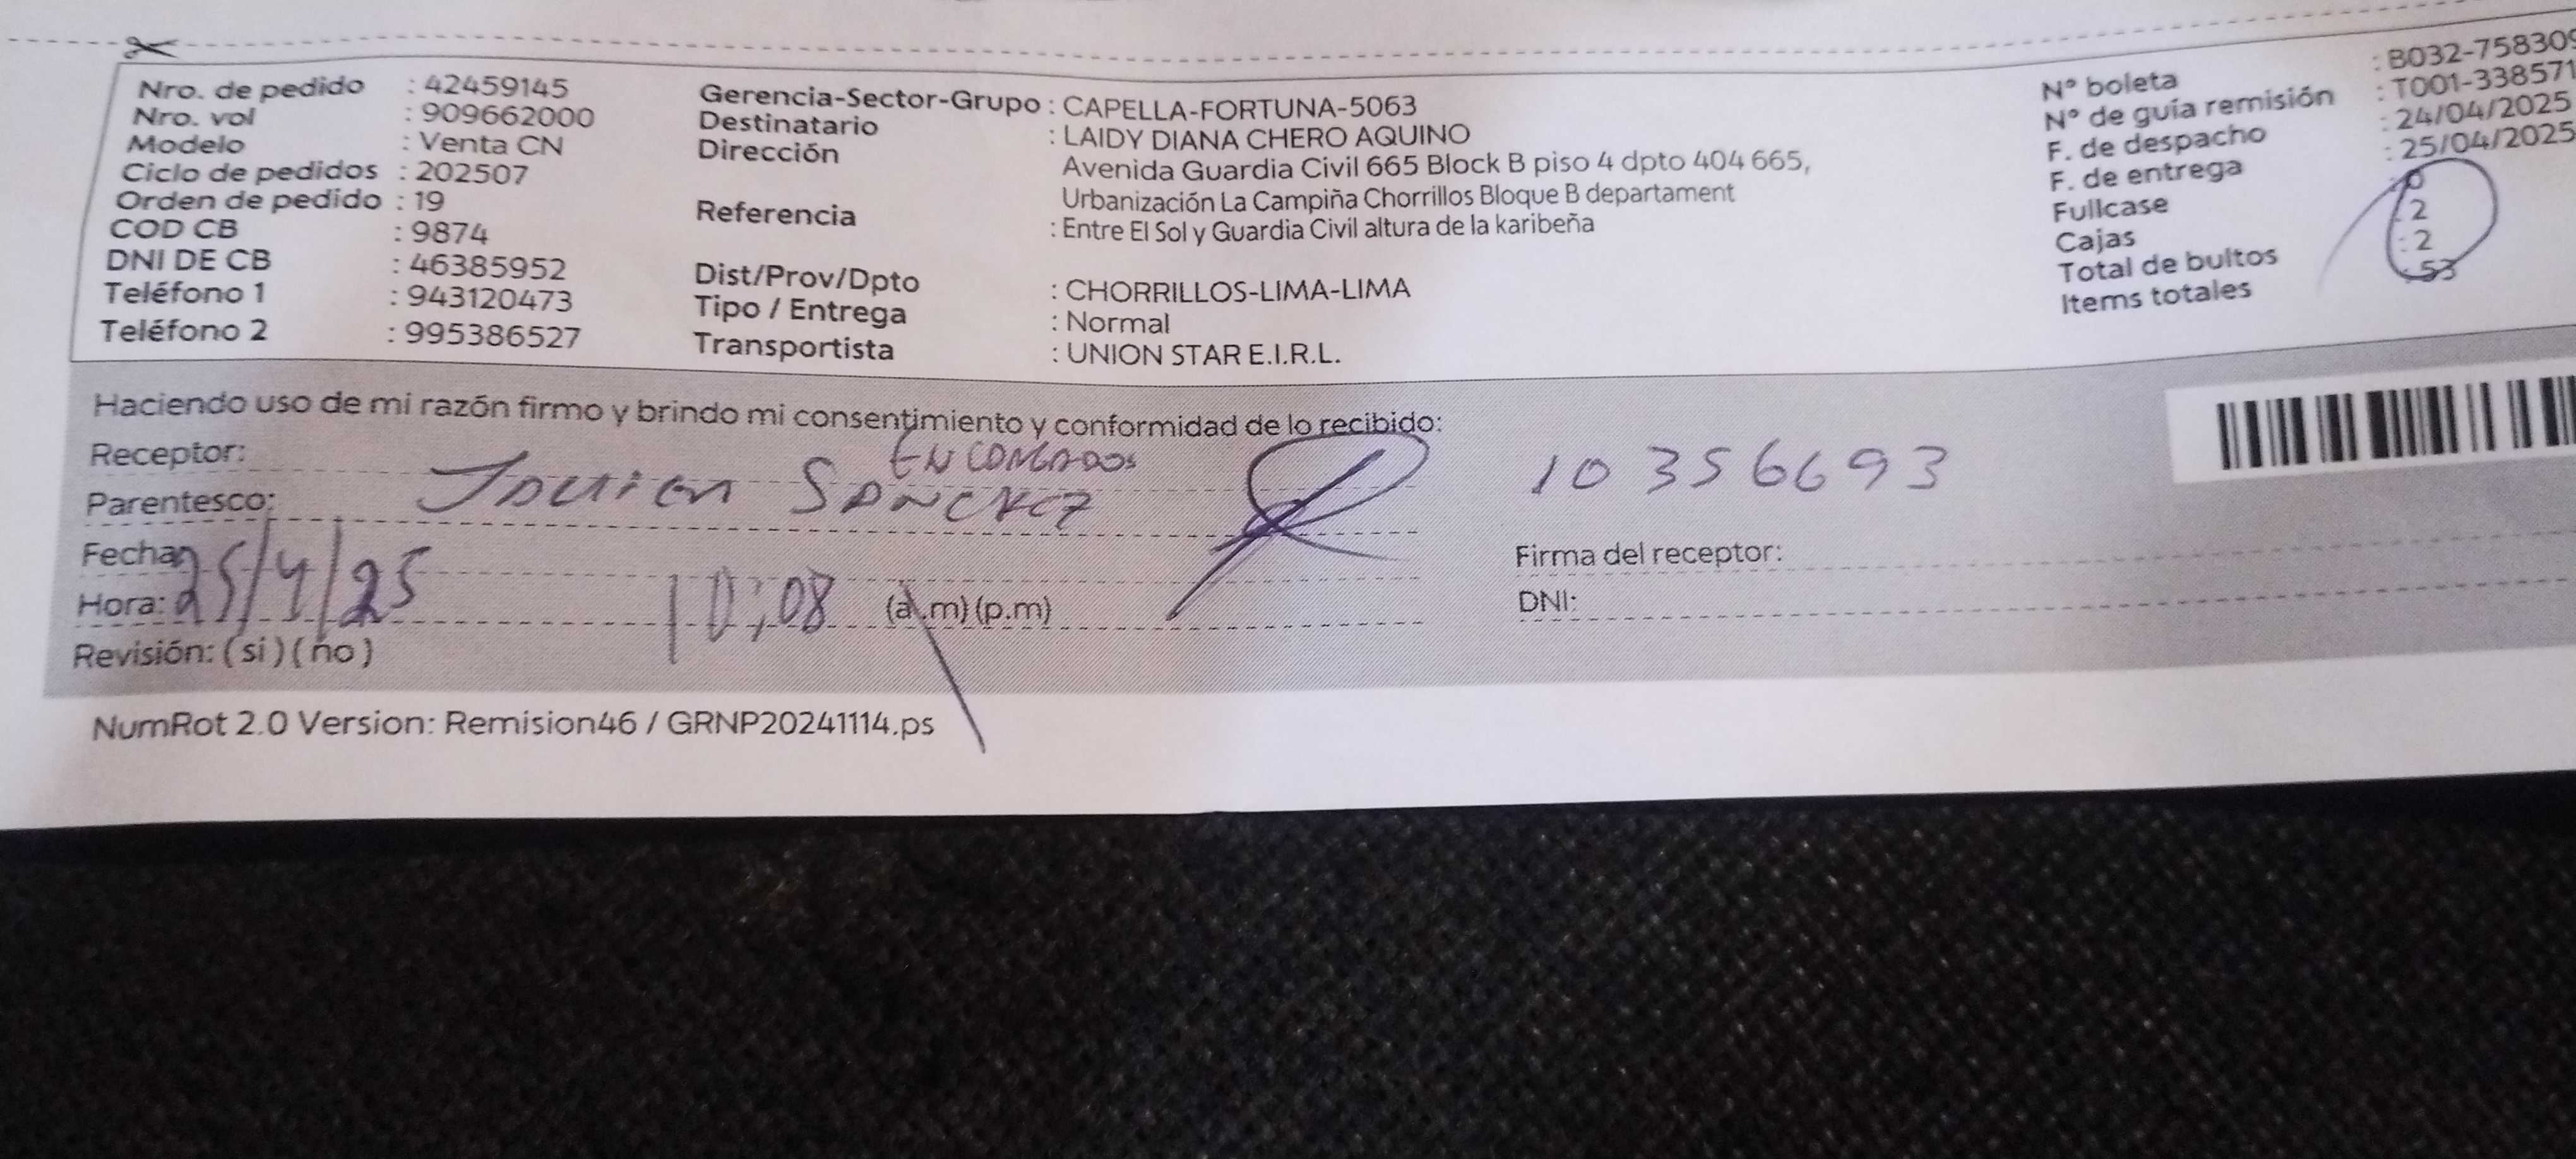 Nro. de pedido : 42459145
Nro. vol : 909662000
Modelo : Venta CN
Ciclo de pedidos : 202507
Orden de pedido : 19
COD CB : 9874
DNI DE CB : 46385952
Teléfono 1 : 943120473
Teléfono 2 : 995386527
Gerencia-Sector-Grupo : CAPELLA-FORTUNA-5063
Destinatario : LAIDY DIANA CHERO AQUINO
Dirección Avenida Guardia Civil 665 Block B piso 4 dpto 404 665,
Urbanización La Campiña Chorrillos Bloque B departament
Referencia : Entre El Sol y Guardia Civil altura de la karibeña
Dist/Prov/Dpto : CHORRILLOS-LIMA-LIMA
Tipo / Entrega : Normal
Transportista : UNION STAR E.I.R.L.
N° boleta : B032-758309
N° de guía remisión : T001-338571
F. de despacho : 24/04/2025
F. de entrega : 25/04/2025
Fullcase : 0
Cajas : 2
Total de bultos : 2
Items totales : 53
Haciendo uso de mi razón firmo y brindo mi consentimiento y conformidad de lo recibido:
Receptor:
Parentesco: SANCHEZ
10356693
Fecha: 25/4/25
Hora: 10:08 (a.m) (p.m)
Revisión: ( si ) ( no )
Firma del receptor:
DNI:
NumRot 2.0 Version: Remision46 / GRNP20241114.ps